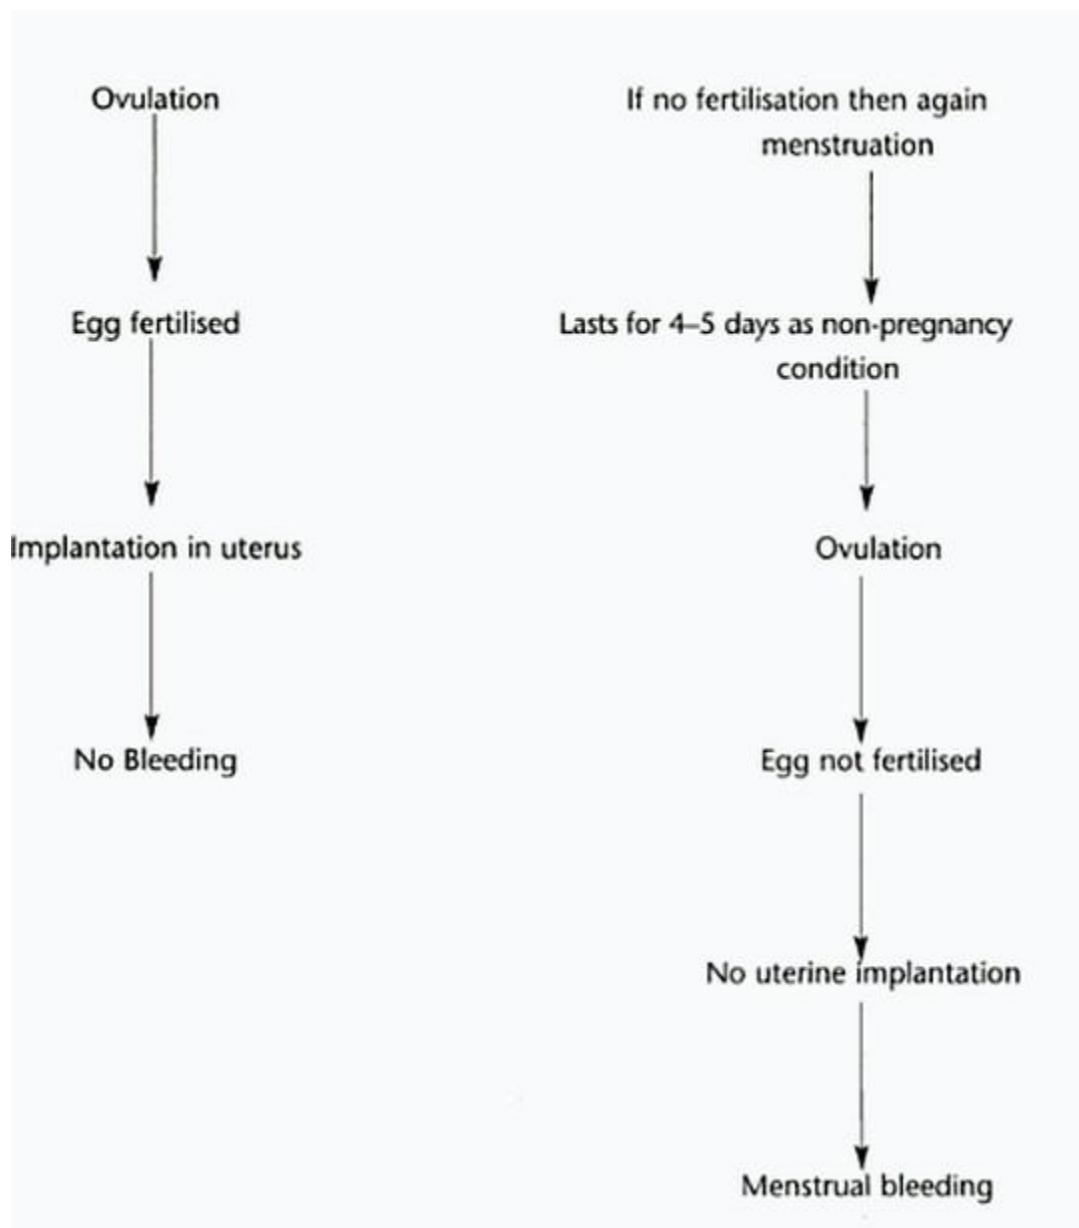 Ovulation
Egg fertilised
Implantation in uterus
No Bleeding
If no fertilisation then again
menstruation
Lasts for 4–5 days as non-pregnancy
condition
Ovulation
Egg not fertilised
No uterine implantation
Menstrual bleeding